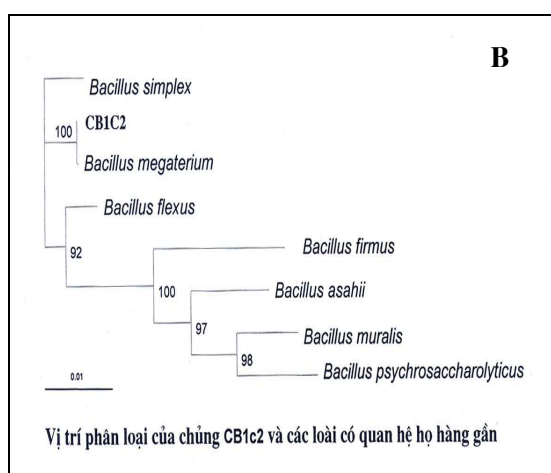 B
Bacillus simplex
100
CB1C2
Bacillus megaterium
Bacillus flexus
92
Bacillus firmus
100
Bacillus asahii
97
Bacillus muralis
98
Bacillus psychrosaccharolyticus
0.01
Vị trí phân loại của chủng CB1c2 và các loài có quan hệ họ hàng gần